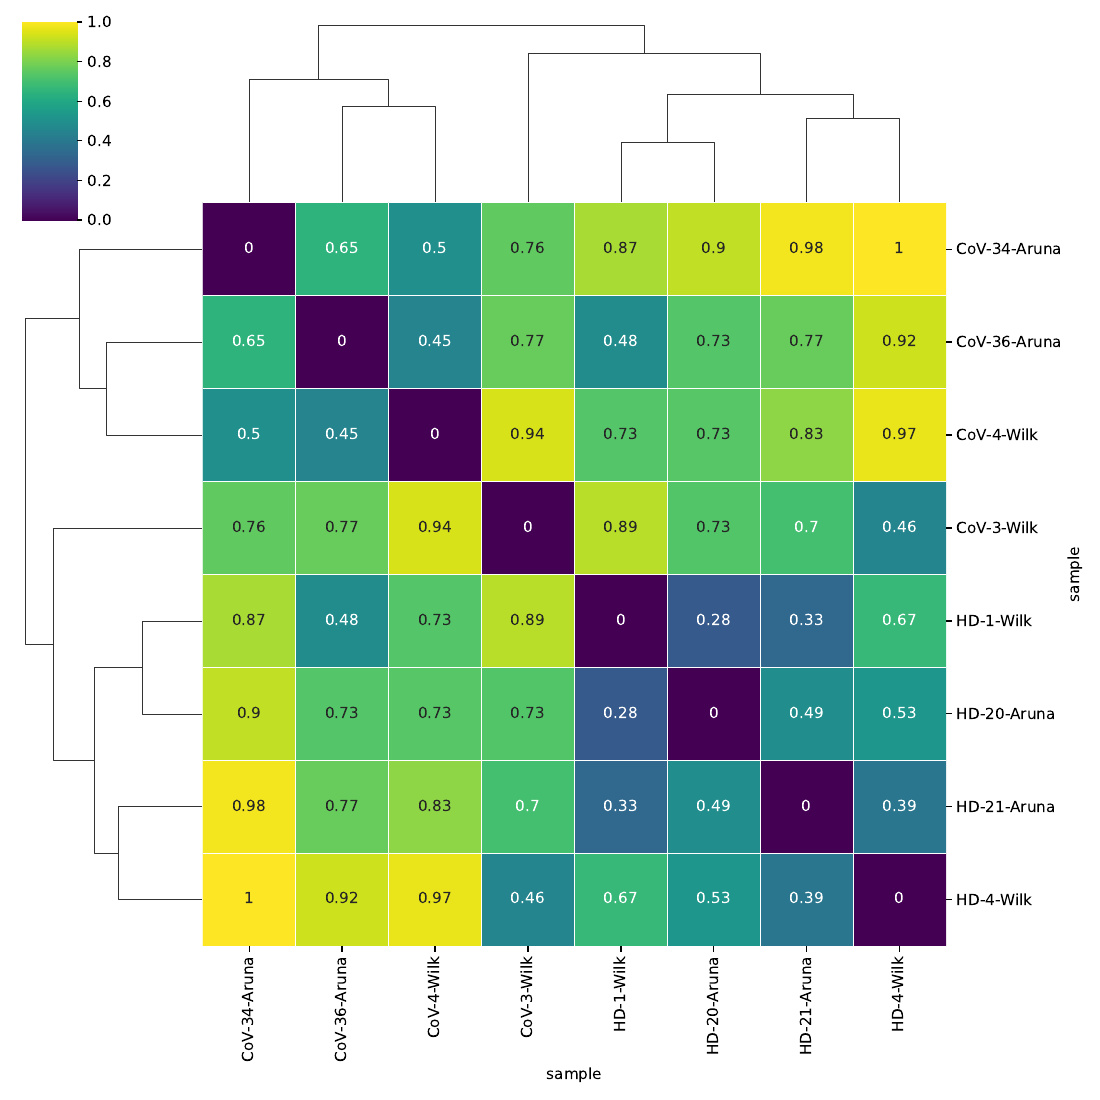 1.0
0.8
0.6
0.4
0.2
0.0
0 0.65 0.5 0.76 0.87 0.9 0.98 1 CoV-34-Aruna
0.65 0 0.45 0.77 0.48 0.73 0.77 0.92 CoV-36-Aruna
0.5 0.45 0 0.94 0.73 0.73 0.83 0.97 CoV-4-Wilk
0.76 0.77 0.94 0 0.89 0.73 0.7 0.46 CoV-3-Wilk
0.87 0.48 0.73 0.89 0 0.28 0.33 0.67 HD-1-Wilk
0.9 0.73 0.73 0.73 0.28 0 0.49 0.53 HD-20-Aruna
0.98 0.77 0.83 0.7 0.33 0.49 0 0.39 HD-21-Aruna
1 0.92 0.97 0.46 0.67 0.53 0.39 0 HD-4-Wilk
sample
CoV-34-Aruna
CoV-36-Aruna
CoV-4-Wilk
CoV-3-Wilk
HD-1-Wilk
HD-20-Aruna
HD-21-Aruna
HD-4-Wilk
sample